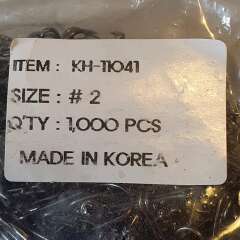 ITEM : KH-11041
SIZE : # 2
Q'TY : 1,000 PCS
MADE IN KOREA